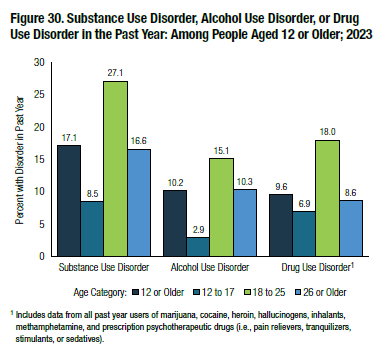 Figure 30. Substance Use Disorder, Alcohol Use Disorder, or Drug
Use Disorder in the Past Year: Among People Aged 12 or Older; 2023
Percent with Disorder in Past Year
30
25
20
15
10
5
0
17.1
8.5
27.1
16.6
10.2
2.9
15.1
10.3
9.6
6.9
18.0
8.6
Substance Use Disorder
Alcohol Use Disorder
Drug Use Disorder¹
Age Category: 12 or Older 12 to 17 18 to 25 26 or Older
¹ Includes data from all past year users of marijuana, cocaine, heroin, hallucinogens, inhalants,
methamphetamine, and prescription psychotherapeutic drugs (i.e., pain relievers, tranquilizers,
stimulants, or sedatives).